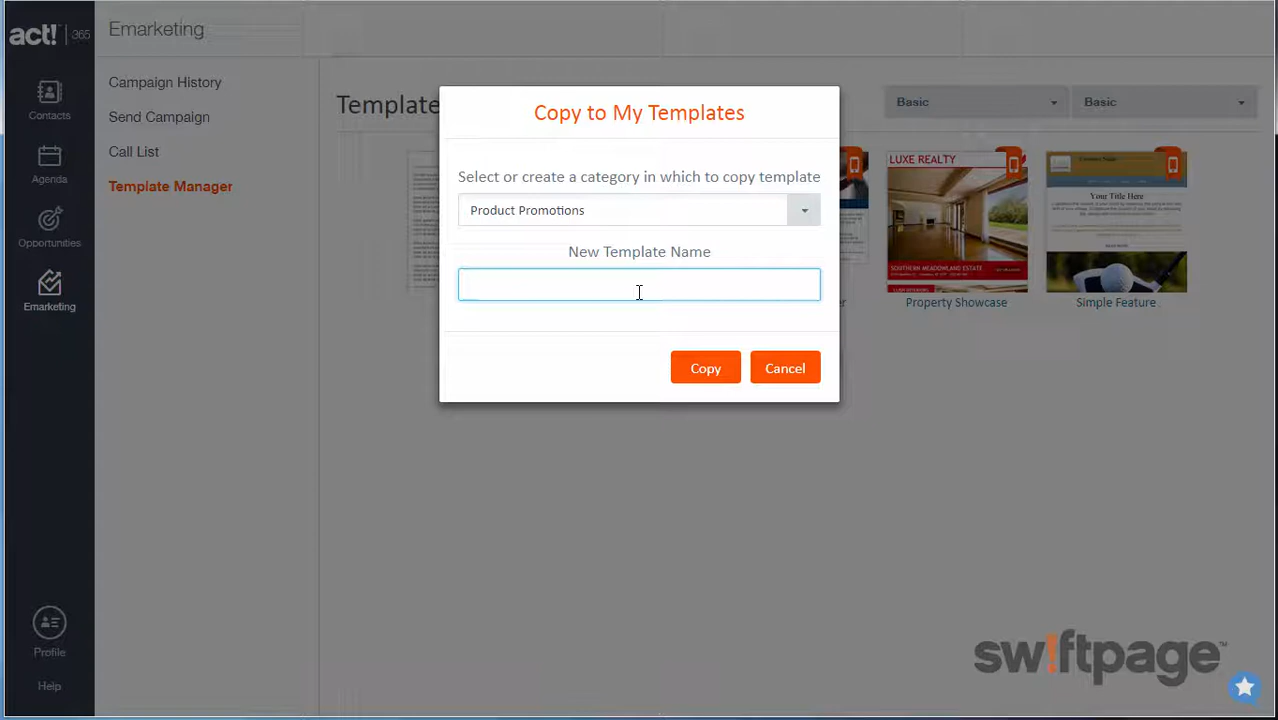 act! 365
Emarketing
Contacts
Agenda
Opportunities
Emarketing
Profile
Help
Campaign History
Send Campaign
Call List
Template Manager
Template
Basic
Basic
Copy to My Templates
Select or create a category in which to copy template
Product Promotions
New Template Name
Copy
Cancel
LUXE REALTY
SOUTHERN MEADOWLAND ESTATE
Property Showcase
Your Title Here
Simple Feature
swiftpage